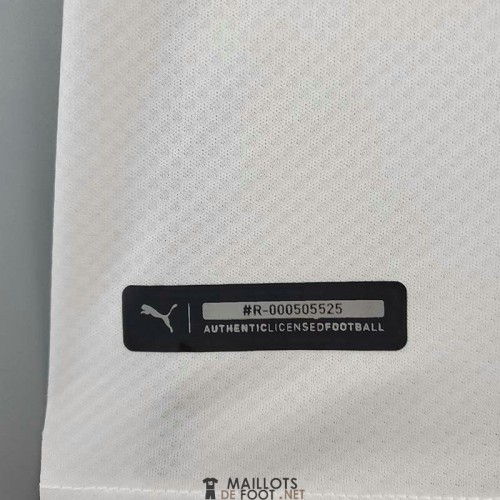 #R-000505525
AUTHENTICLICENSEDFOOTBALL
MAILLOTS
DE FOOT.NET